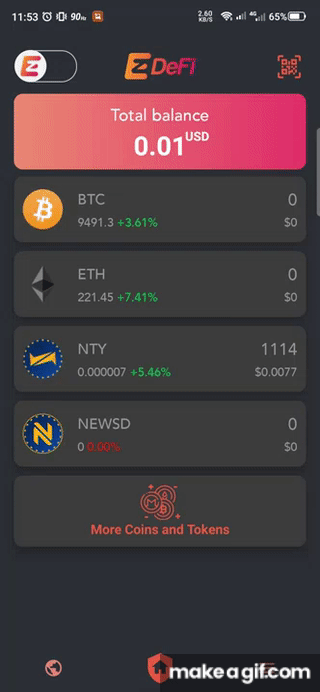 11:53 90% 2.60 KB/S 4G 65%
EZ DeFi
Total balance
0.01 USD
BTC 0
9491.3 +3.61% $0
ETH 0
221.45 +7.41% $0
NTY 1114
0.000007 +5.46% $0.0077
NEWSD 0
0 0.00% $0
More Coins and Tokens
makeagif.com